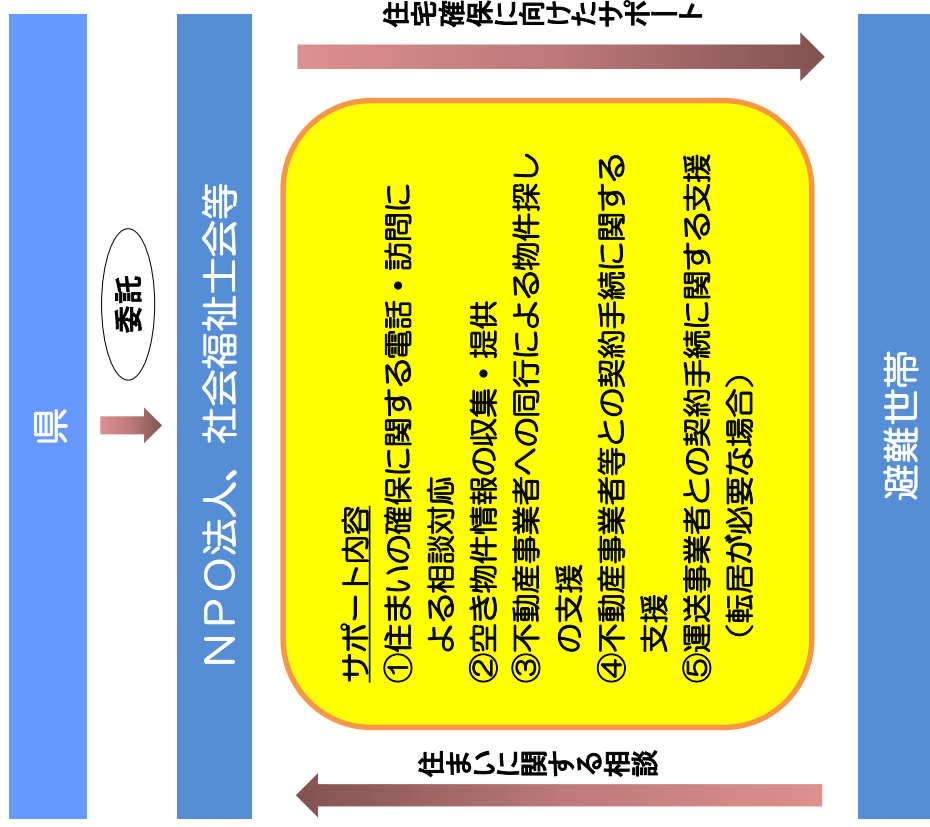 県
委託
NPO法人、社会福祉士会等
住宅確保に向けたサポート
サポート内容
①住まいの確保に関する電話・訪問に
よる相談対応
②空き物件情報の収集・提供
③不動産事業者への同行による物件探し
の支援
④不動産事業者等との契約手続に関する
支援
⑤運送事業者との契約手続に関する支援
（転居が必要な場合）
住まいに関する相談
避難世帯